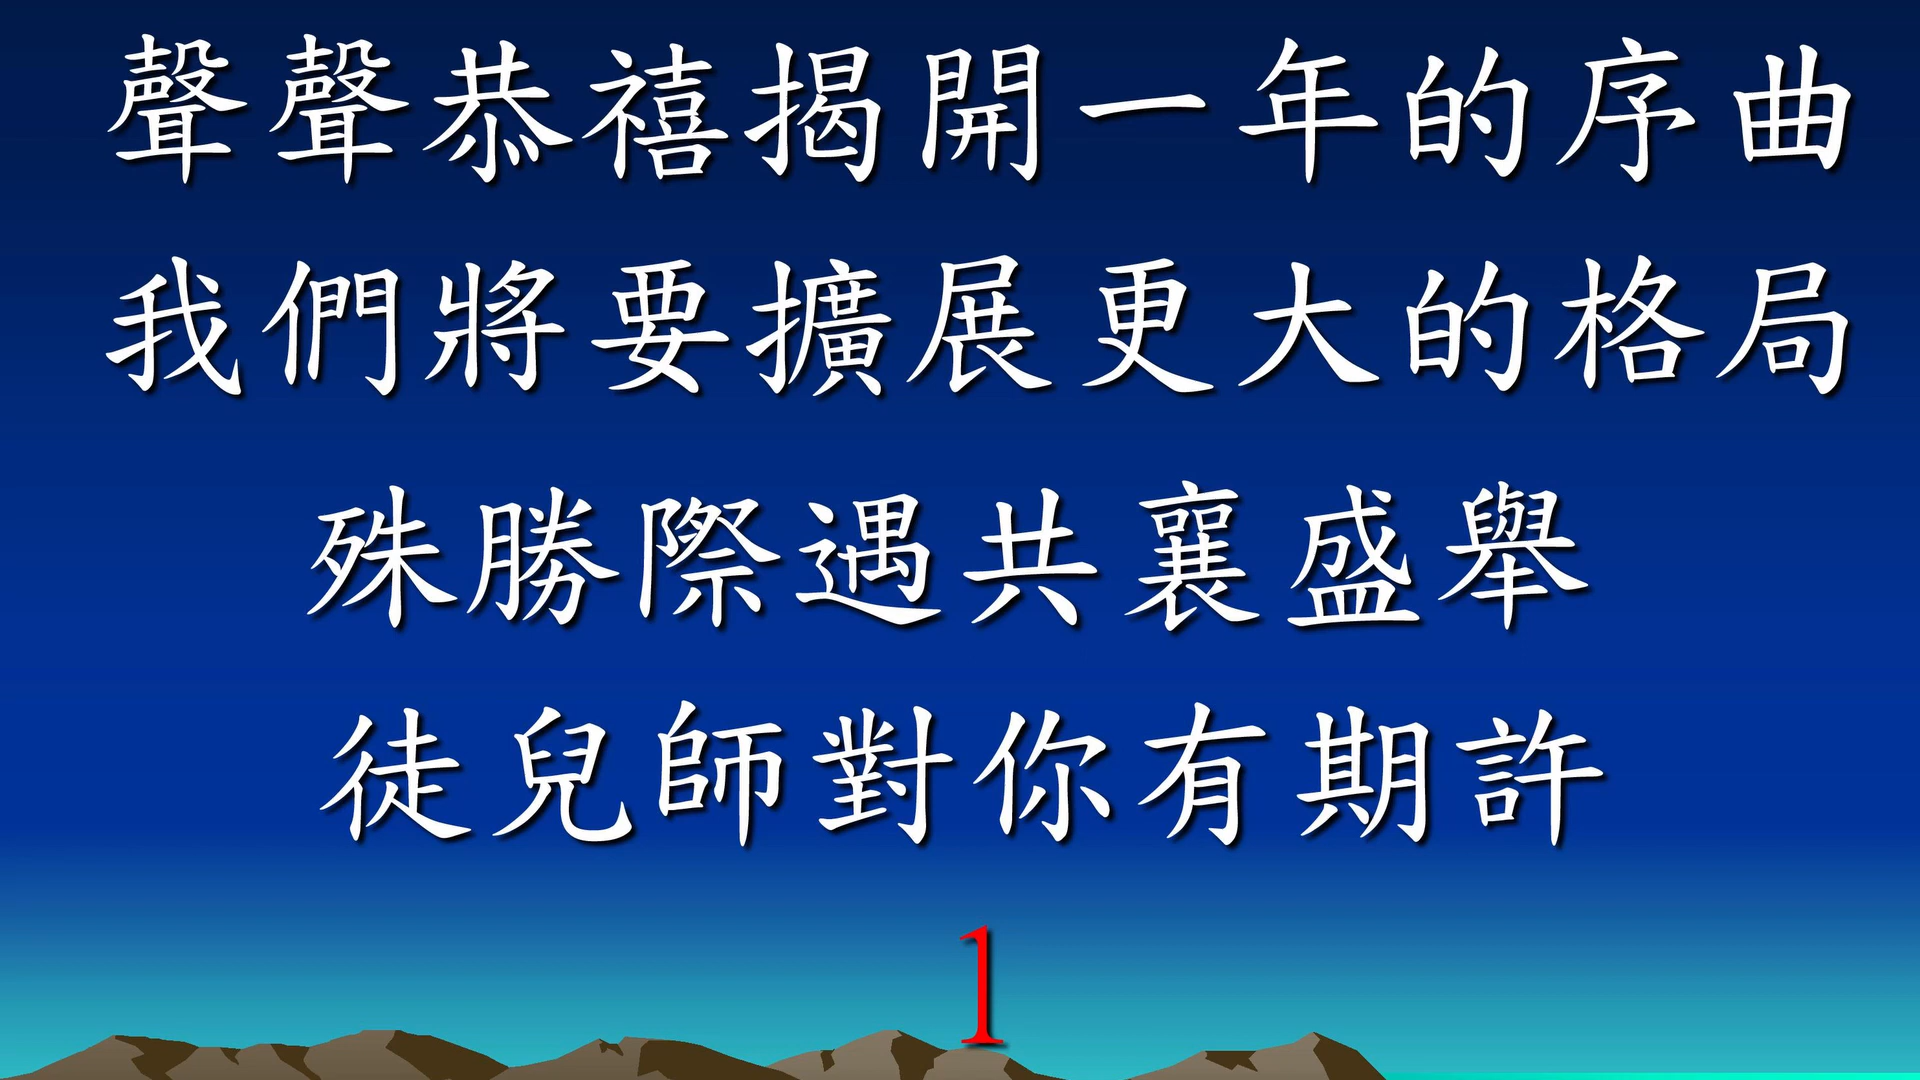 聲聲恭禧揭開一年的序曲
我們將要擴展更大的格局
殊勝際遇共襄盛舉
徒兒師對你有期許
1